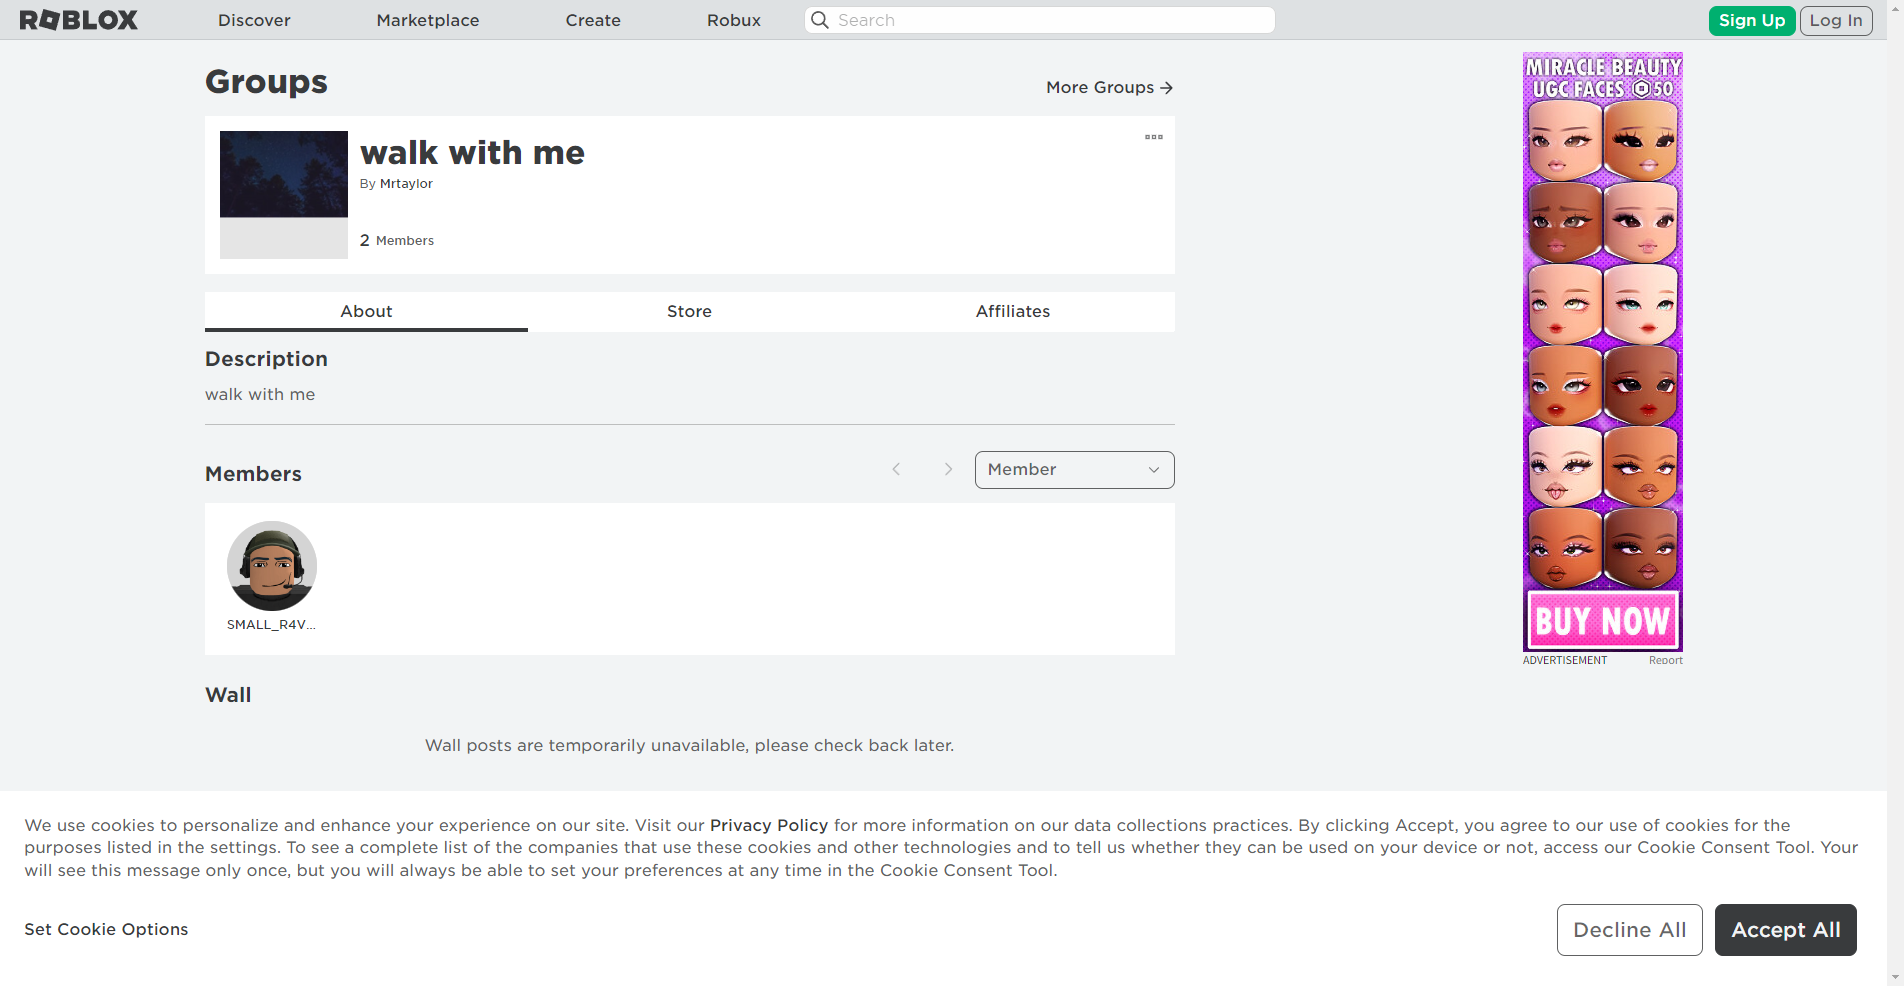 ROBLOX
Discover
Marketplace
Create
Robux
Search
Sign Up
Log In
Groups
More Groups →
walk with me
By Mrtaylor
2 Members
About
Store
Affiliates
Description
walk with me
Members
Member
SMALL_R4V...
Wall
Wall posts are temporarily unavailable, please check back later.
MIRACLE BEAUTY
UGC FACES 50
BUY NOW
ADVERTISEMENT
Report
We use cookies to personalize and enhance your experience on our site. Visit our Privacy Policy for more information on our data collections practices. By clicking Accept, you agree to our use of cookies for the
purposes listed in the settings. To see a complete list of the companies that use these cookies and other technologies and to tell us whether they can be used on your device or not, access our Cookie Consent Tool. Your
will see this message only once, but you will always be able to set your preferences at any time in the Cookie Consent Tool.
Set Cookie Options
Decline All
Accept All